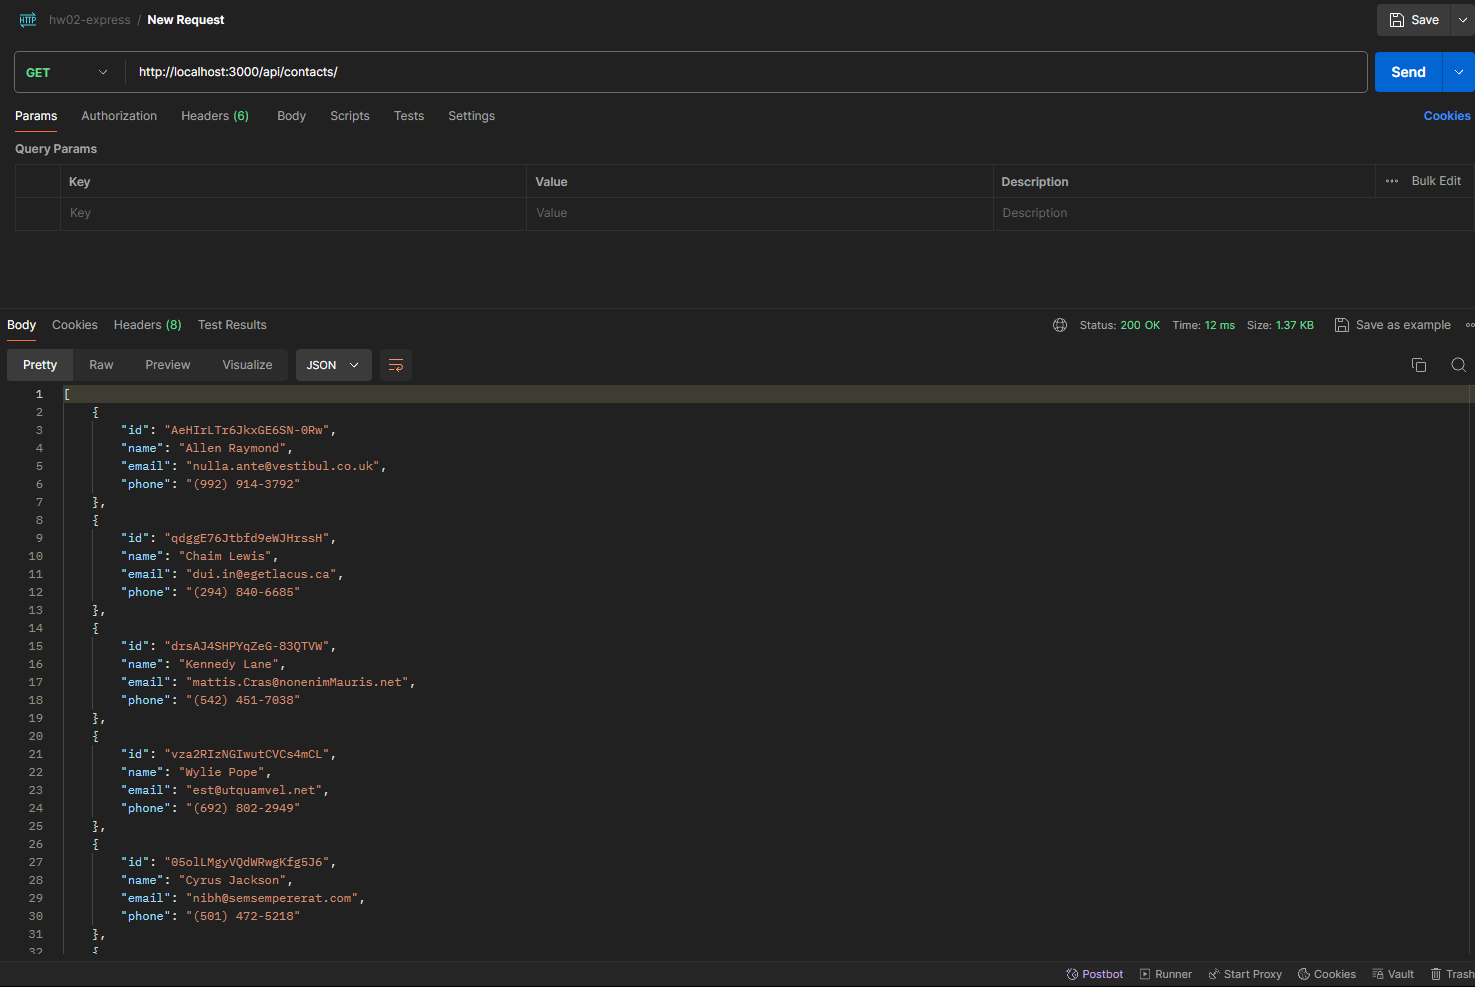 HTTP hw02-express / New Request
Save
GET http://localhost:3000/api/contacts/
Send
Params Authorization Headers (6) Body Scripts Tests Settings Cookies
Query Params
Key Value Description Bulk Edit
Key Value Description
Body Cookies Headers (8) Test Results Status: 200 OK Time: 12 ms Size: 1.37 KB Save as example
Pretty Raw Preview Visualize JSON
1 [
2 {
3 "id": "AeHIrLTr6JkxGE6SN-0Rw",
4 "name": "Allen Raymond",
5 "email": "nulla.ante@vestibul.co.uk",
6 "phone": "(992) 914-3792"
7 },
8 {
9 "id": "qdggE76Jtbfd9eWJHrssH",
10 "name": "Chaim Lewis",
11 "email": "dui.in@egetlacus.ca",
12 "phone": "(294) 840-6685"
13 },
14 {
15 "id": "drsAJ4SHPYqZeG-83QTVW",
16 "name": "Kennedy Lane",
17 "email": "mattis.Cras@nonenimMauris.net",
18 "phone": "(542) 451-7038"
19 },
20 {
21 "id": "vza2RIzNGIwutCVCs4mCL",
22 "name": "Wylie Pope",
23 "email": "est@utquamvel.net",
24 "phone": "(692) 802-2949"
25 },
26 {
27 "id": "05olLMgyVQdWRwgKfg5J6",
28 "name": "Cyrus Jackson",
29 "email": "nibh@semsempererat.com",
30 "phone": "(501) 472-5218"
31 },
32 {
Postbot Runner Start Proxy Cookies Vault Trash